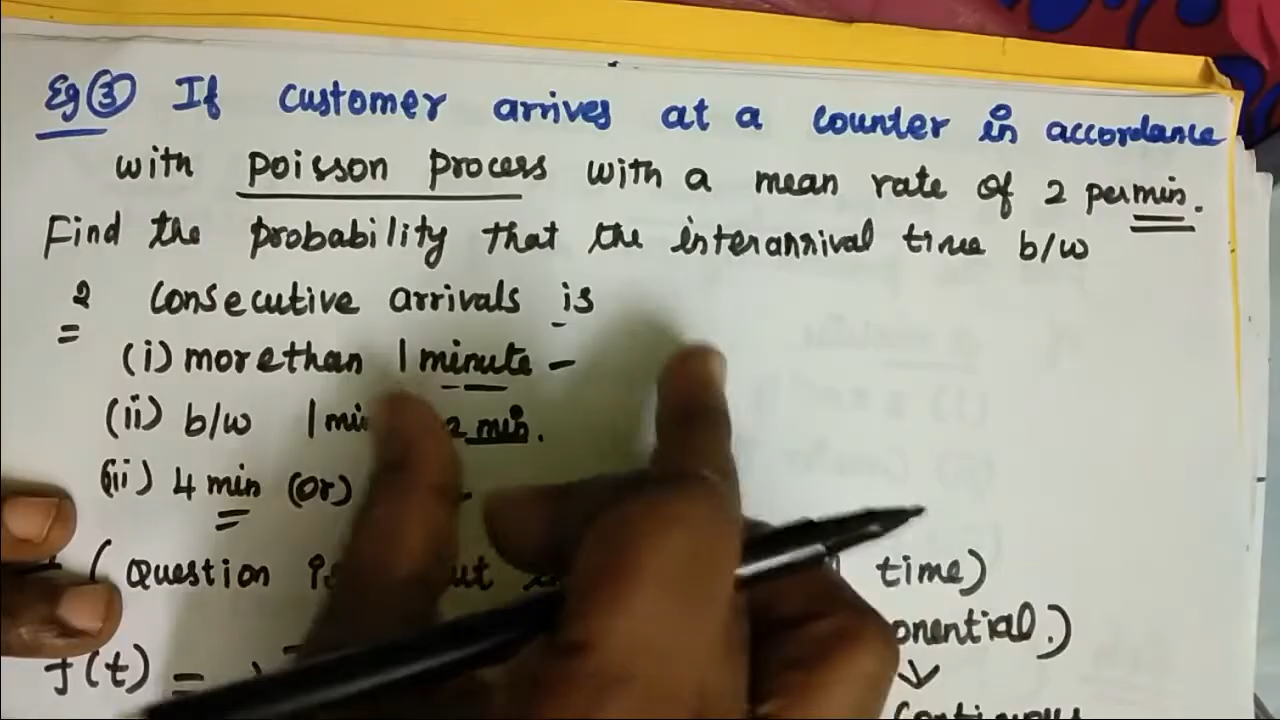 Eg ③ If customer arrives at a counter in accordance
with poisson process with a mean rate of 2 per min.
Find the probability that the interarrival time b/w
2 consecutive arrivals is
(i) more than 1 minute -
(ii) b/w 1 min 2 min.
(iii) 4 min (or)
( Question time)
f(t) =
continuous